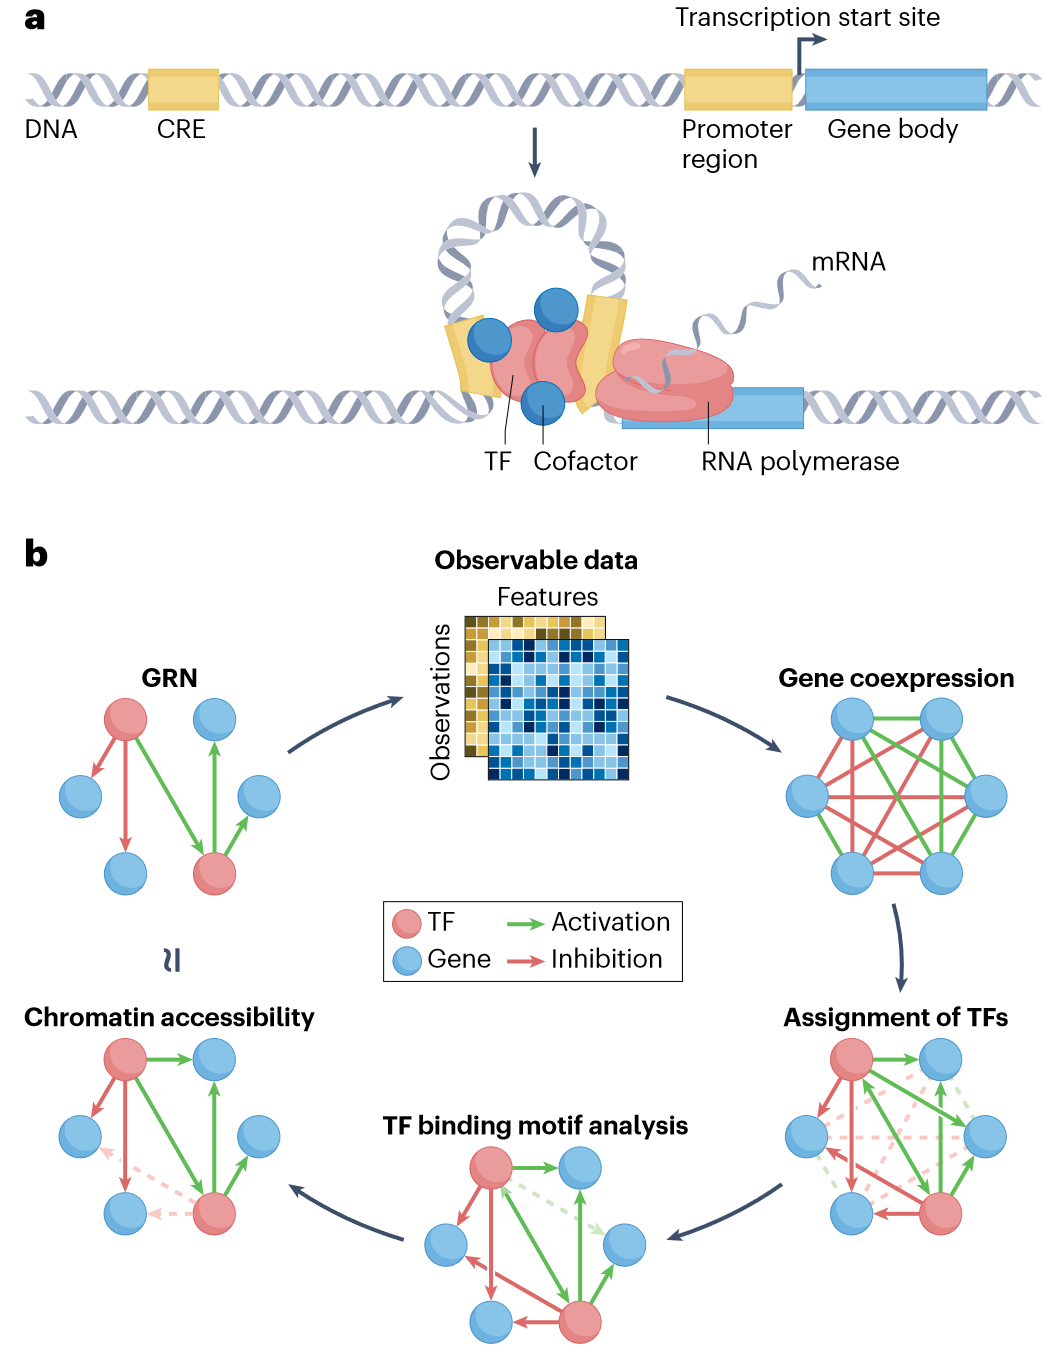 a
Transcription start site
DNA
CRE
Promoter
region
Gene body
mRNA
TF
Cofactor
RNA polymerase
b
Observable data
Features
Observations
GRN
Gene coexpression
TF
Activation
Gene
Inhibition
Chromatin accessibility
Assignment of TFs
TF binding motif analysis